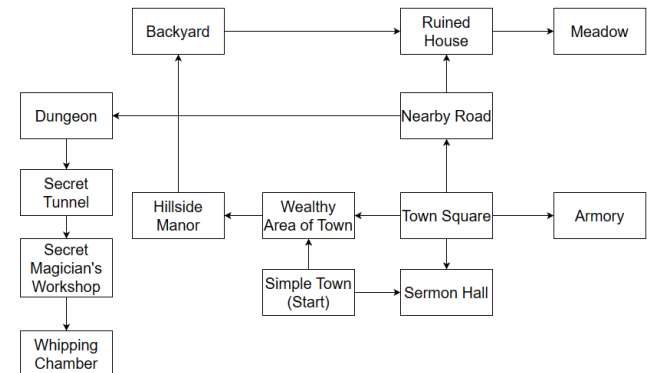 Backyard
Ruined
House
Meadow
Dungeon
Nearby Road
Secret
Tunnel
Hillside
Manor
Wealthy
Area of Town
Town Square
Armory
Secret
Magician's
Workshop
Simple Town
(Start)
Sermon Hall
Whipping
Chamber